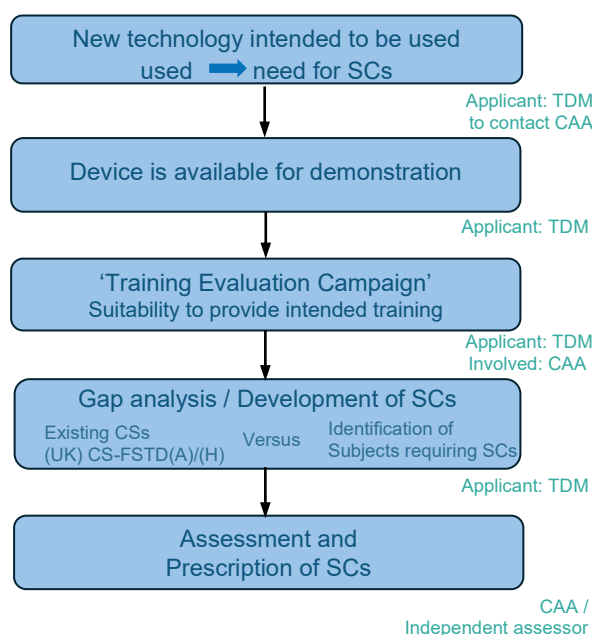 New technology intended to be used
used need for SCs
Applicant: TDM
to contact CAA
Device is available for demonstration
Applicant: TDM
‘Training Evaluation Campaign’
Suitability to provide intended training
Applicant: TDM
Involved: CAA
Gap analysis / Development of SCs
Existing CSs
(UK) CS-FSTD(A)/(H)
Versus
Identification of
Subjects requiring SCs
Applicant: TDM
Assessment and
Prescription of SCs
CAA /
Independent assessor